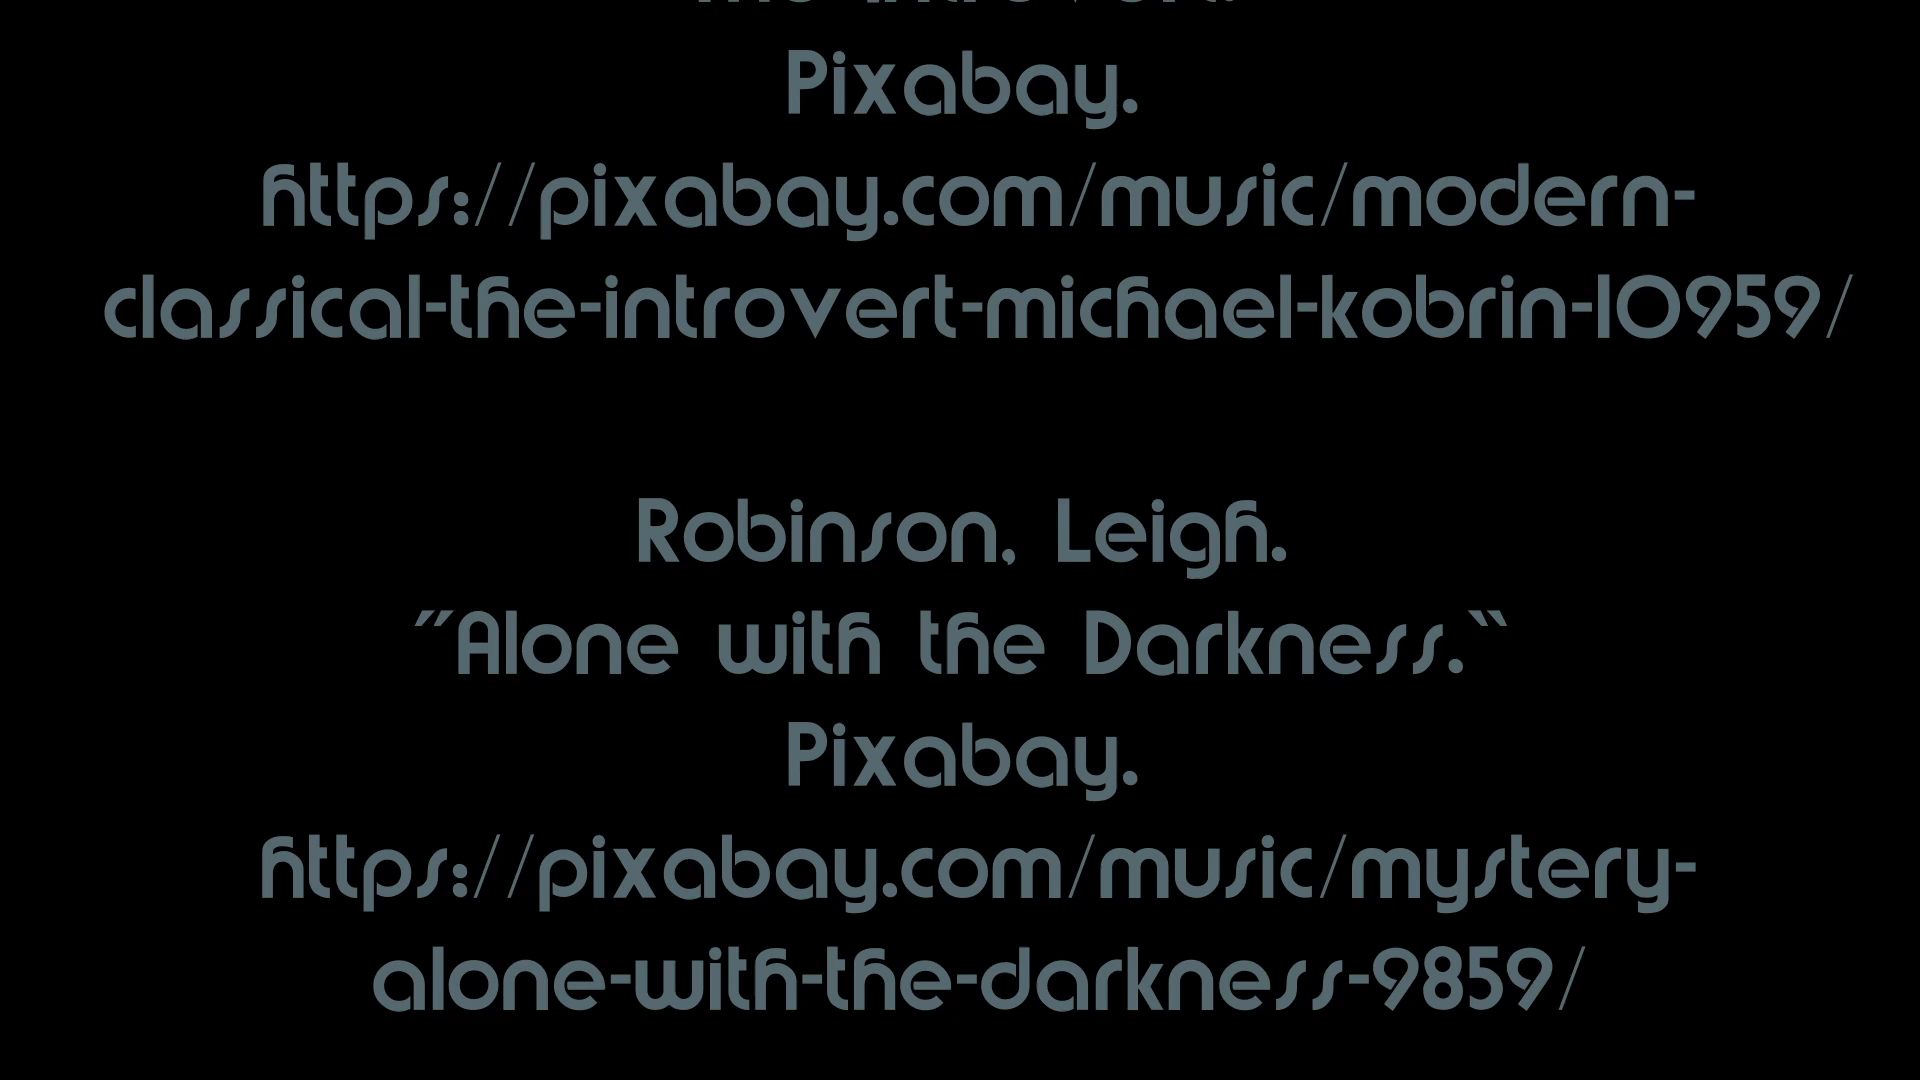 Pixabay.
https://pixabay.com/music/modern-
classical-the-introvert-michael-kobrin-10959/
Robinson, Leigh.
"Alone with the Darkness."
Pixabay.
https://pixabay.com/music/mystery-
alone-with-the-darkness-9859/